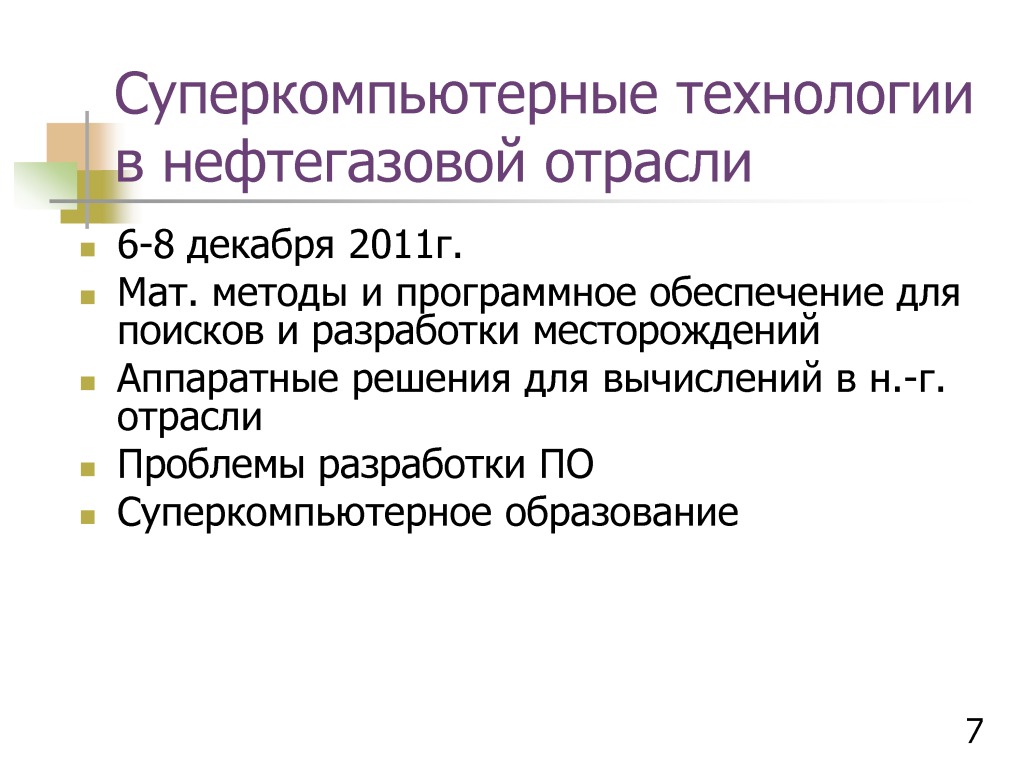 Суперкомпьютерные технологии
в нефтегазовой отрасли
6-8 декабря 2011г.
Мат. методы и программное обеспечение для
поисков и разработки месторождений
Аппаратные решения для вычислений в н.-г.
отрасли
Проблемы разработки ПО
Суперкомпьютерное образование
7